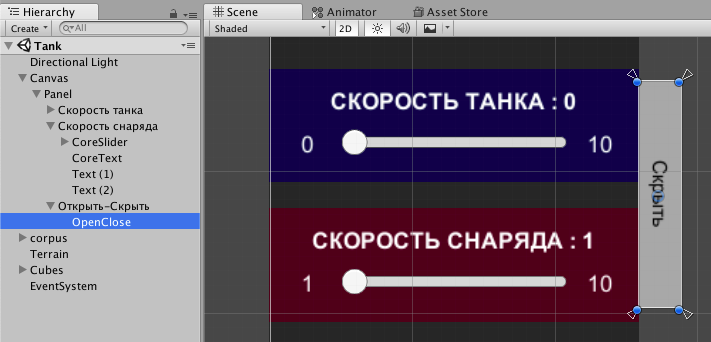 Hierarchy
Create
All
Tank
Directional Light
Canvas
Panel
Скорость танка
Скорость снаряда
CoreSlider
CoreText
Text (1)
Text (2)
Открыть-Скрыть
OpenClose
corpus
Terrain
Cubes
EventSystem
Scene
Animator
Asset Store
Shaded
2D
СКОРОСТЬ ТАНКА : 0
0
10
СКОРОСТЬ СНАРЯДА : 1
1
10
Скрыть